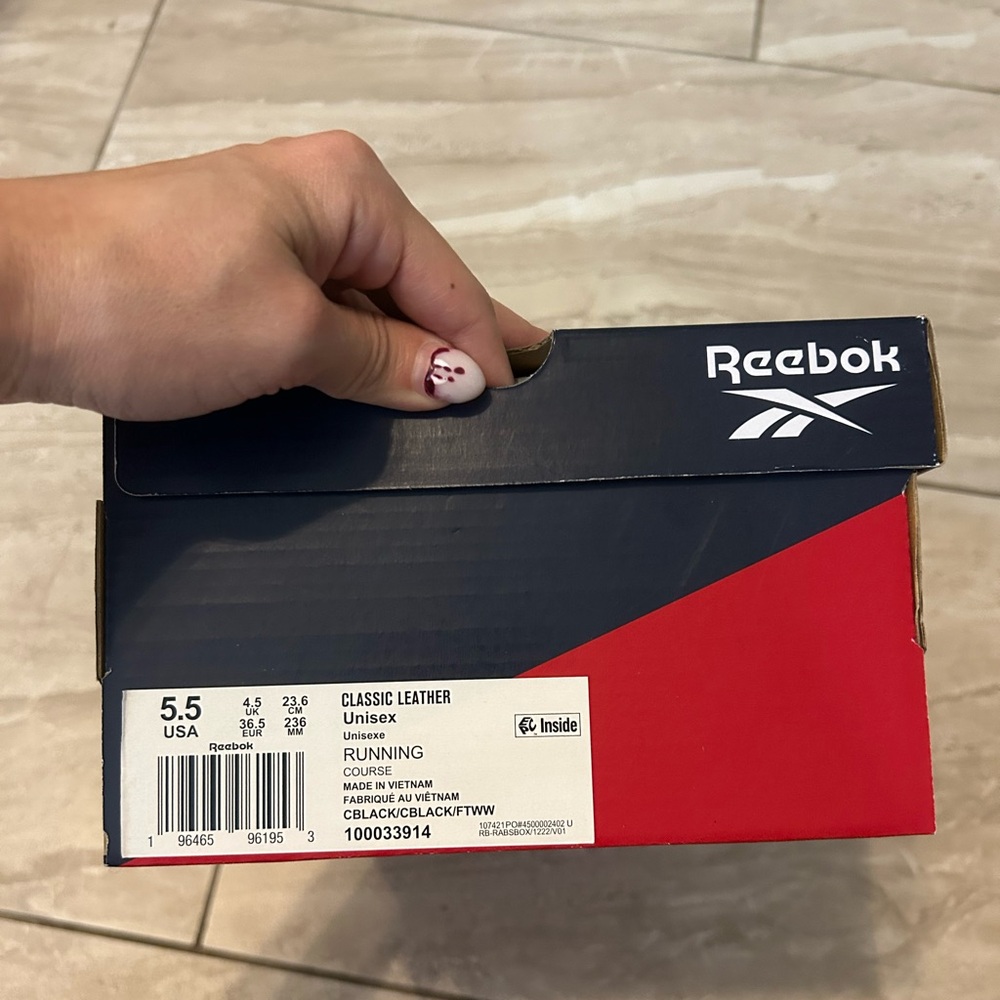 Reebok
5.5
USA
4.5
UK
36.5
EUR
23.6
CM
236
MM
Reebok
1 96465 96195 3
CLASSIC LEATHER
Unisex
Unisexe
RUNNING
COURSE
MADE IN VIETNAM
FABRIQUÉ AU VIÊTNAM
CBLACK/CBLACK/FTWW
100033914
Inside
107421PO#4500002402 U
RB-RABSBOX/1222/V01